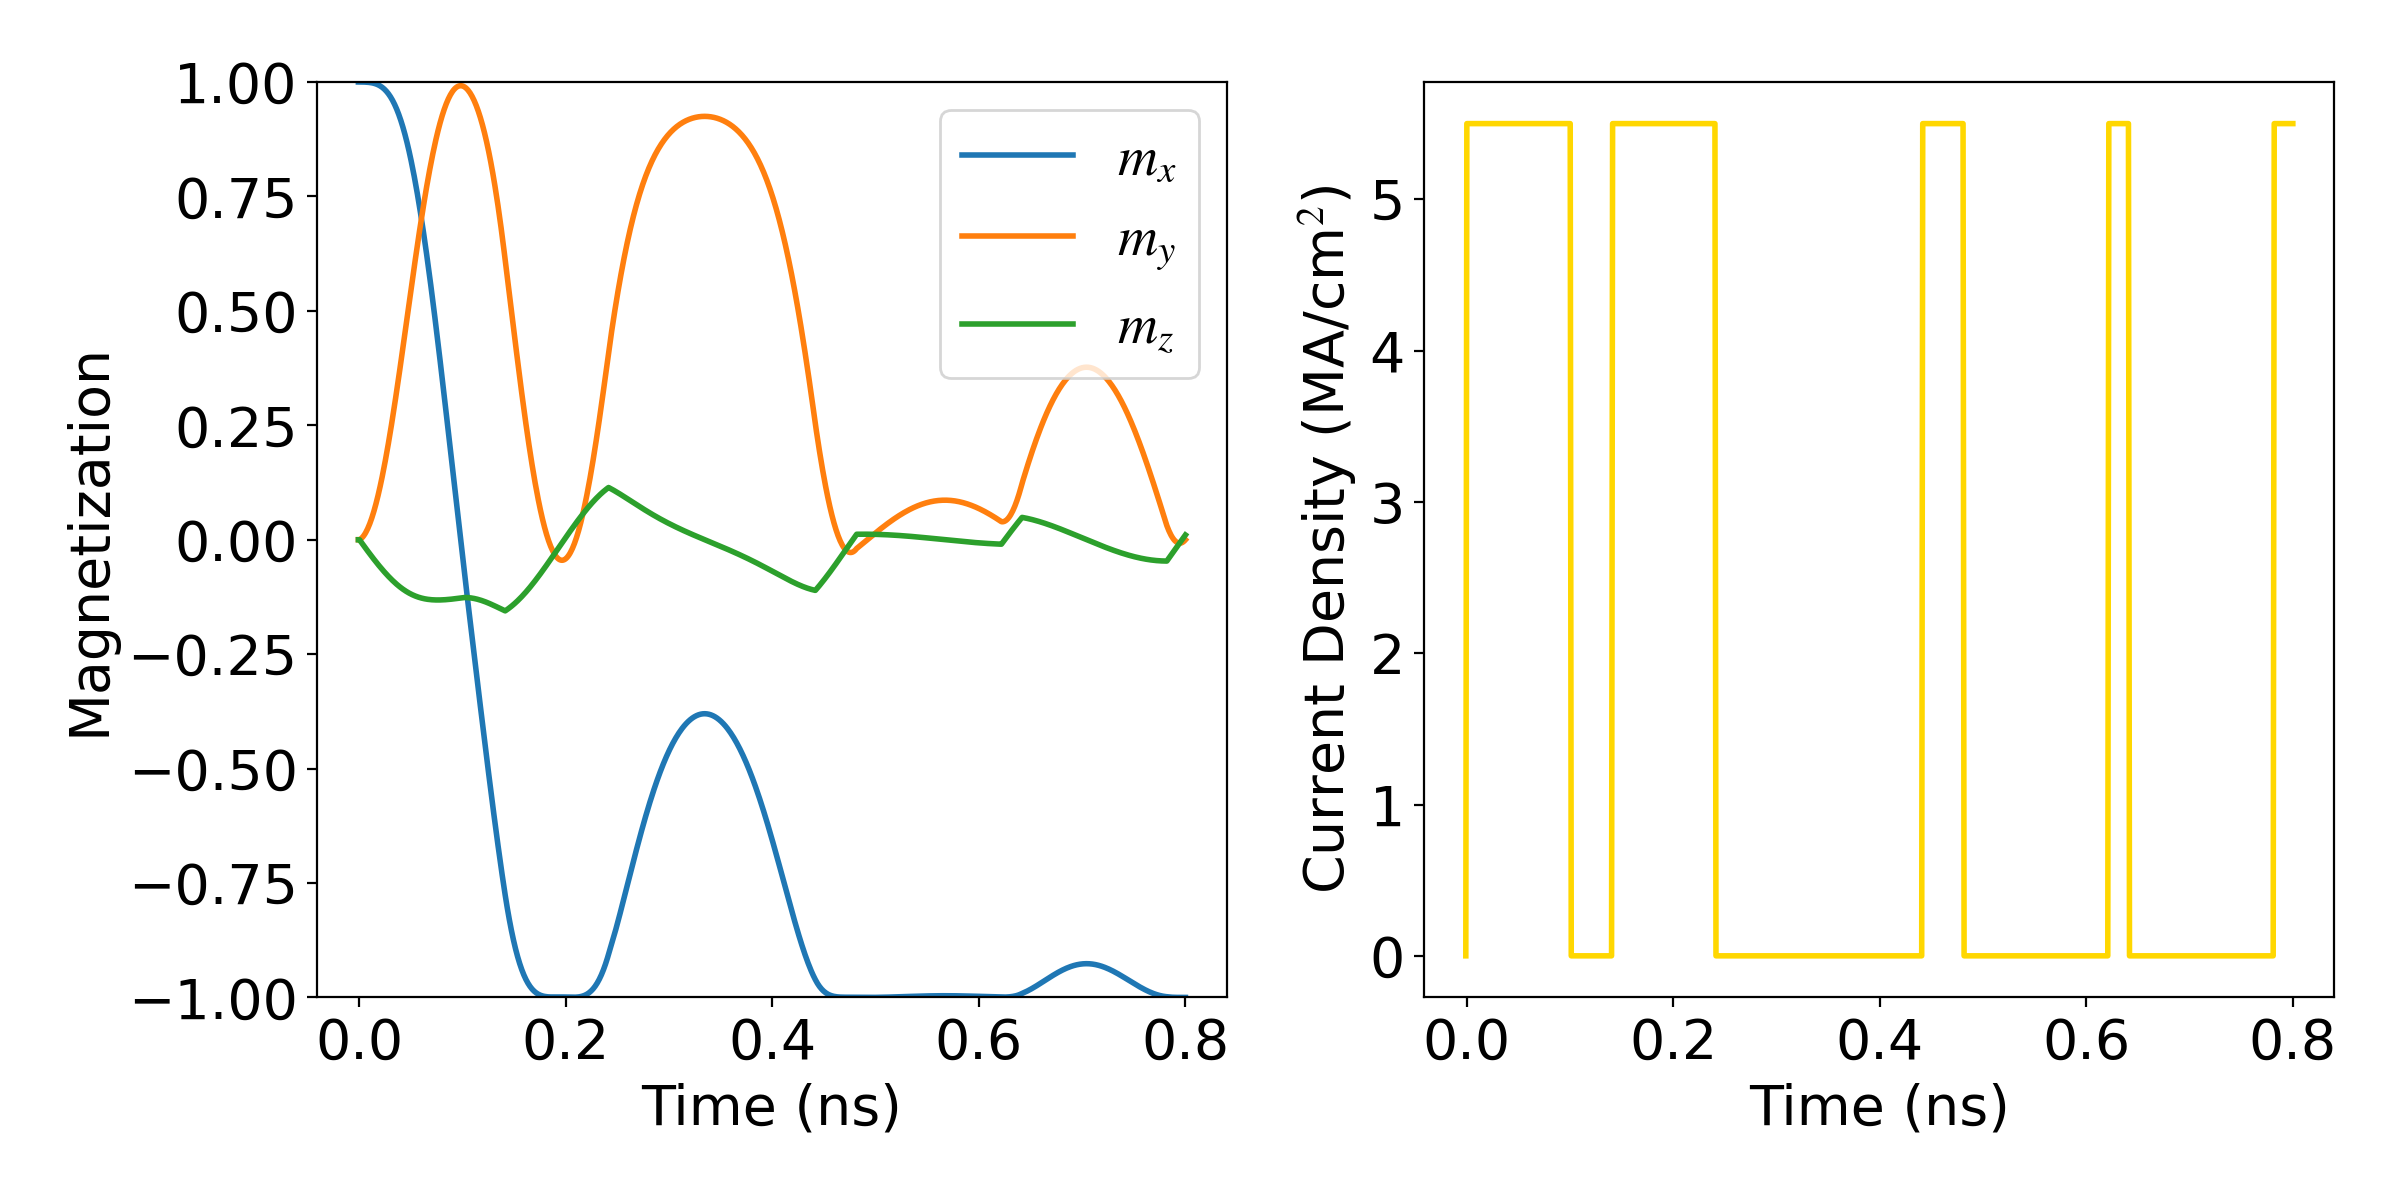 1.00
0.75
0.50
0.25
0.00
−0.25
−0.50
−0.75
−1.00
Magnetization
0.0 0.2 0.4 0.6 0.8
Time (ns)
m_x
m_y
m_z
5
4
3
2
1
0
Current Density (MA/cm²)
0.0 0.2 0.4 0.6 0.8
Time (ns)